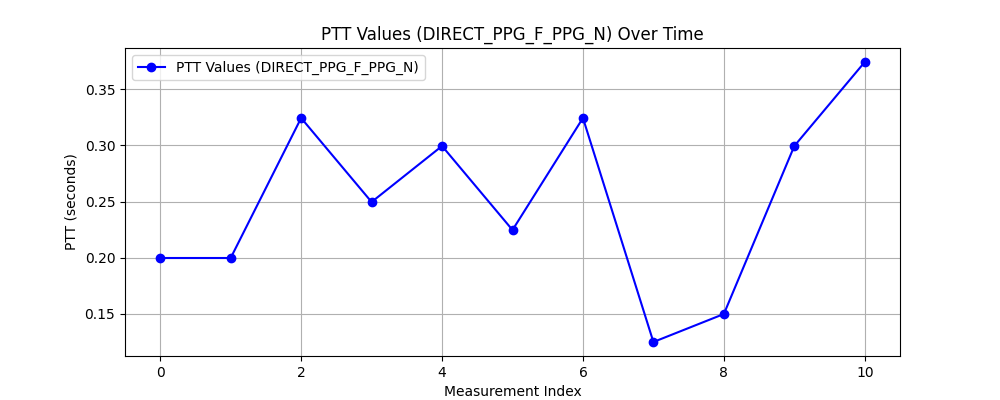 PTT Values (DIRECT_PPG_F_PPG_N) Over Time
PTT Values (DIRECT_PPG_F_PPG_N)
PTT (seconds)
0.35
0.30
0.25
0.20
0.15
0 2 4 6 8 10
Measurement Index